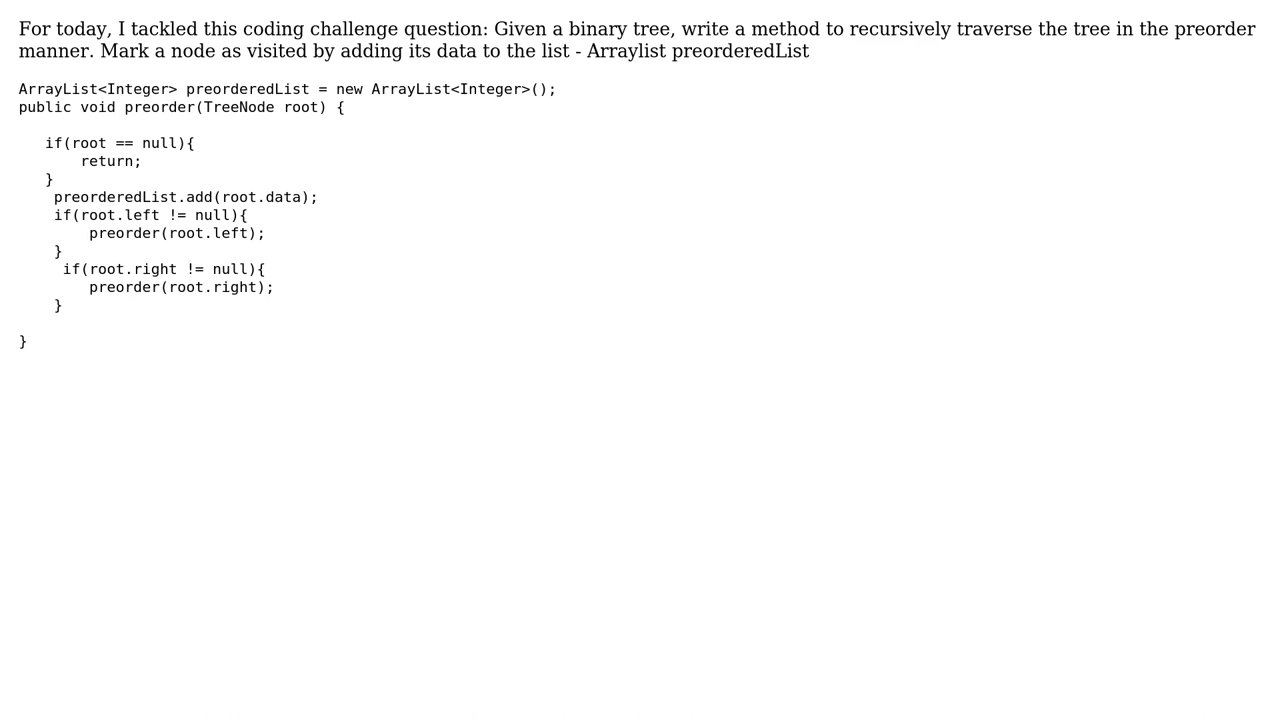 For today, I tackled this coding challenge question: Given a binary tree, write a method to recursively traverse the tree in the preorder
manner. Mark a node as visited by adding its data to the list - Arraylist preorderedList
ArrayList<Integer> preorderedList = new ArrayList<Integer>();
public void preorder(TreeNode root) {
if(root == null){
return;
}
preorderedList.add(root.data);
if(root.left != null){
preorder(root.left);
}
if(root.right != null){
preorder(root.right);
}
}